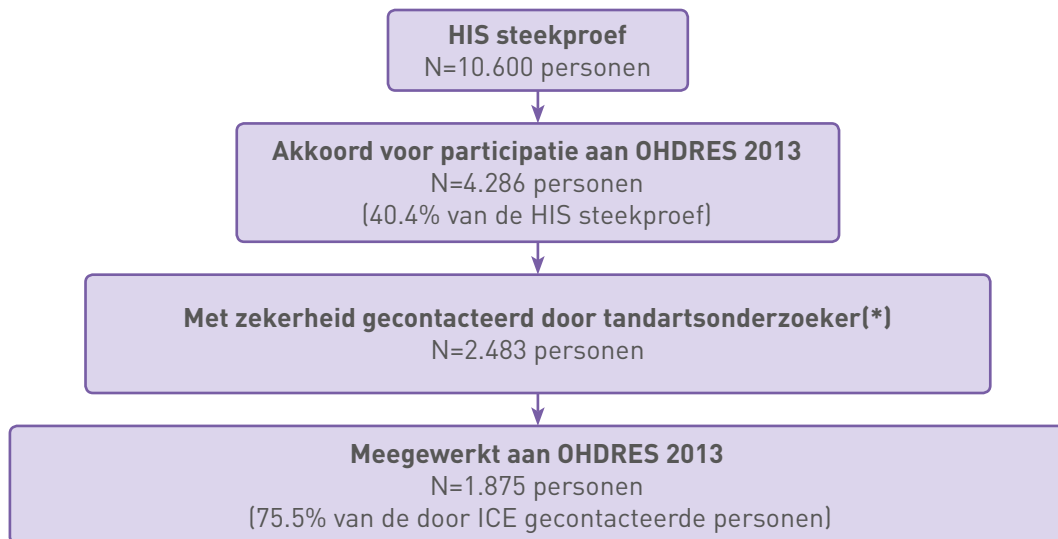 HIS steekproef
N=10.600 personen
Akkoord voor participatie aan OHDRES 2013
N=4.286 personen
(40.4% van de HIS steekproef)
Met zekerheid gecontacteerd door tandartsonderzoeker(*)
N=2.483 personen
Meegewerkt aan OHDRES 2013
N=1.875 personen
(75.5% van de door ICE gecontacteerde personen)